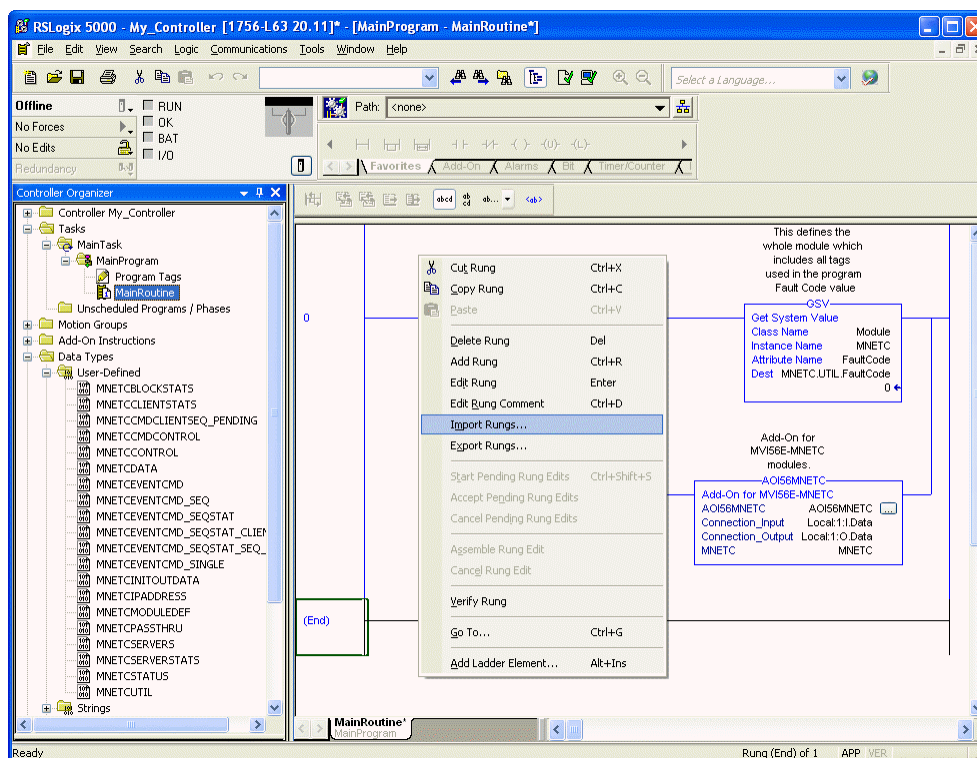 RSLogix 5000 - My_Controller [1756-L63 20.11]* - [MainProgram - MainRoutine*]
File Edit View Search Logic Communications Tools Window Help
Select a Language...
Offline
RUN
Path: <none>
No Forces
OK
No Edits
BAT
Redundancy
I/O
Favorites Add-On Alarms Bit Timer/Counter
Controller Organizer
abcd ab cd ab... <ab>
Controller My_Controller
Tasks
MainTask
MainProgram
Program Tags
MainRoutine
Unscheduled Programs / Phases
Motion Groups
Add-On Instructions
Data Types
User-Defined
MNETCBLOCKSTATS
MNETCCLIENTSTATS
MNETCCMDCLIENTSEQ_PENDING
MNETCCMDCONTROL
MNETCCONTROL
MNETCDATA
MNETCEVENTCMD
MNETCEVENTCMD_SEQ
MNETCEVENTCMD_SEQSTAT
MNETCEVENTCMD_SEQSTAT_CLIEN
MNETCEVENTCMD_SEQSTAT_SEQ_
MNETCEVENTCMD_SINGLE
MNETCINITOUTDATA
MNETCIPADDRESS
MNETCMODULEDEF
MNETCPASSTHRU
MNETCSERVERS
MNETCSERVERSTATS
MNETCSTATUS
MNETCUTIL
Strings
0
(End)
Cut Rung Ctrl+X
Copy Rung Ctrl+C
Paste Ctrl+V
Delete Rung Del
Add Rung Ctrl+R
Edit Rung Enter
Edit Rung Comment Ctrl+D
Import Rungs...
Export Rungs...
Start Pending Rung Edits Ctrl+Shift+S
Accept Pending Rung Edits
Cancel Pending Rung Edits
Assemble Rung Edit
Cancel Rung Edit
Verify Rung
Go To... Ctrl+G
Add Ladder Element... Alt+Ins
This defines the
whole module which
includes all tags
used in the program
Fault Code value
GSV
Get System Value
Class Name Module
Instance Name MNETC
Attribute Name FaultCode
Dest MNETC.UTIL.FaultCode
0
Add-On for
MVI56E-MNETC
modules.
AOI56MNETC
Add-On for MVI56E-MNETC
AOI56MNETC AOI56MNETC ...
Connection_Input Local:1:I.Data
Connection_Output Local:1:O.Data
MNETC MNETC
MainRoutine*
MainProgram
Ready
Rung (End) of 1 APP VER